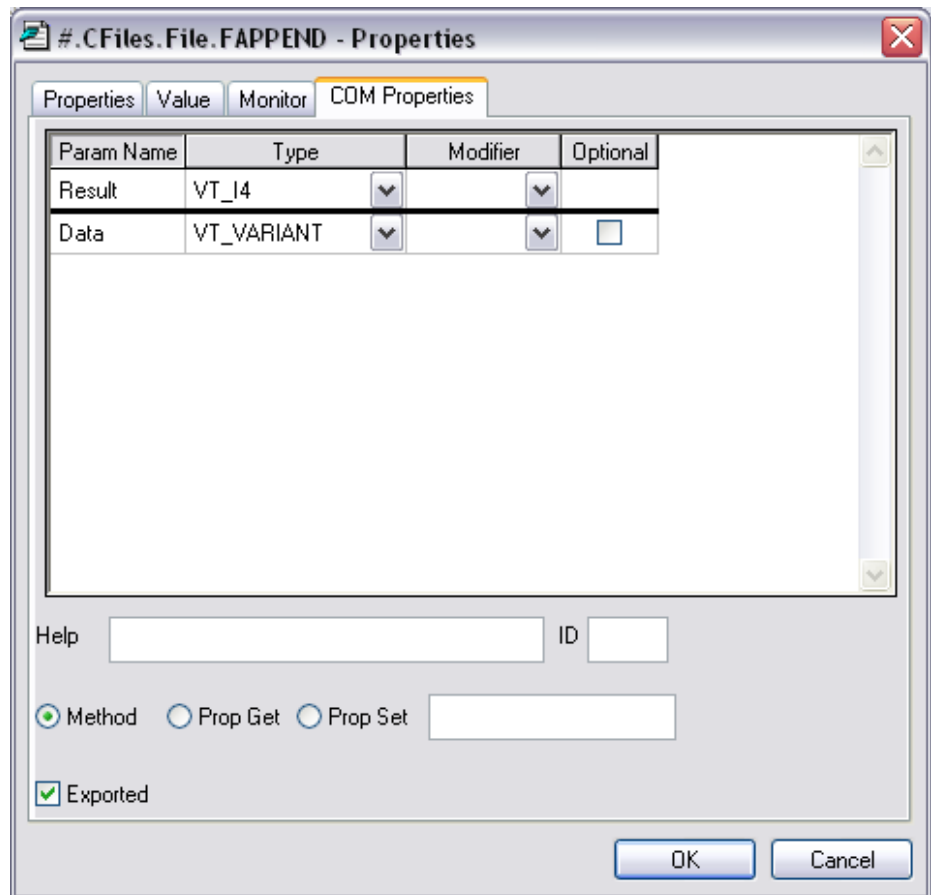 #.CFiles.File.FAPPEND - Properties
Properties Value Monitor COM Properties
Param Name Type Modifier Optional
Result VT_I4
Data VT_VARIANT
Help ID
Method Prop Get Prop Set
Exported
OK Cancel